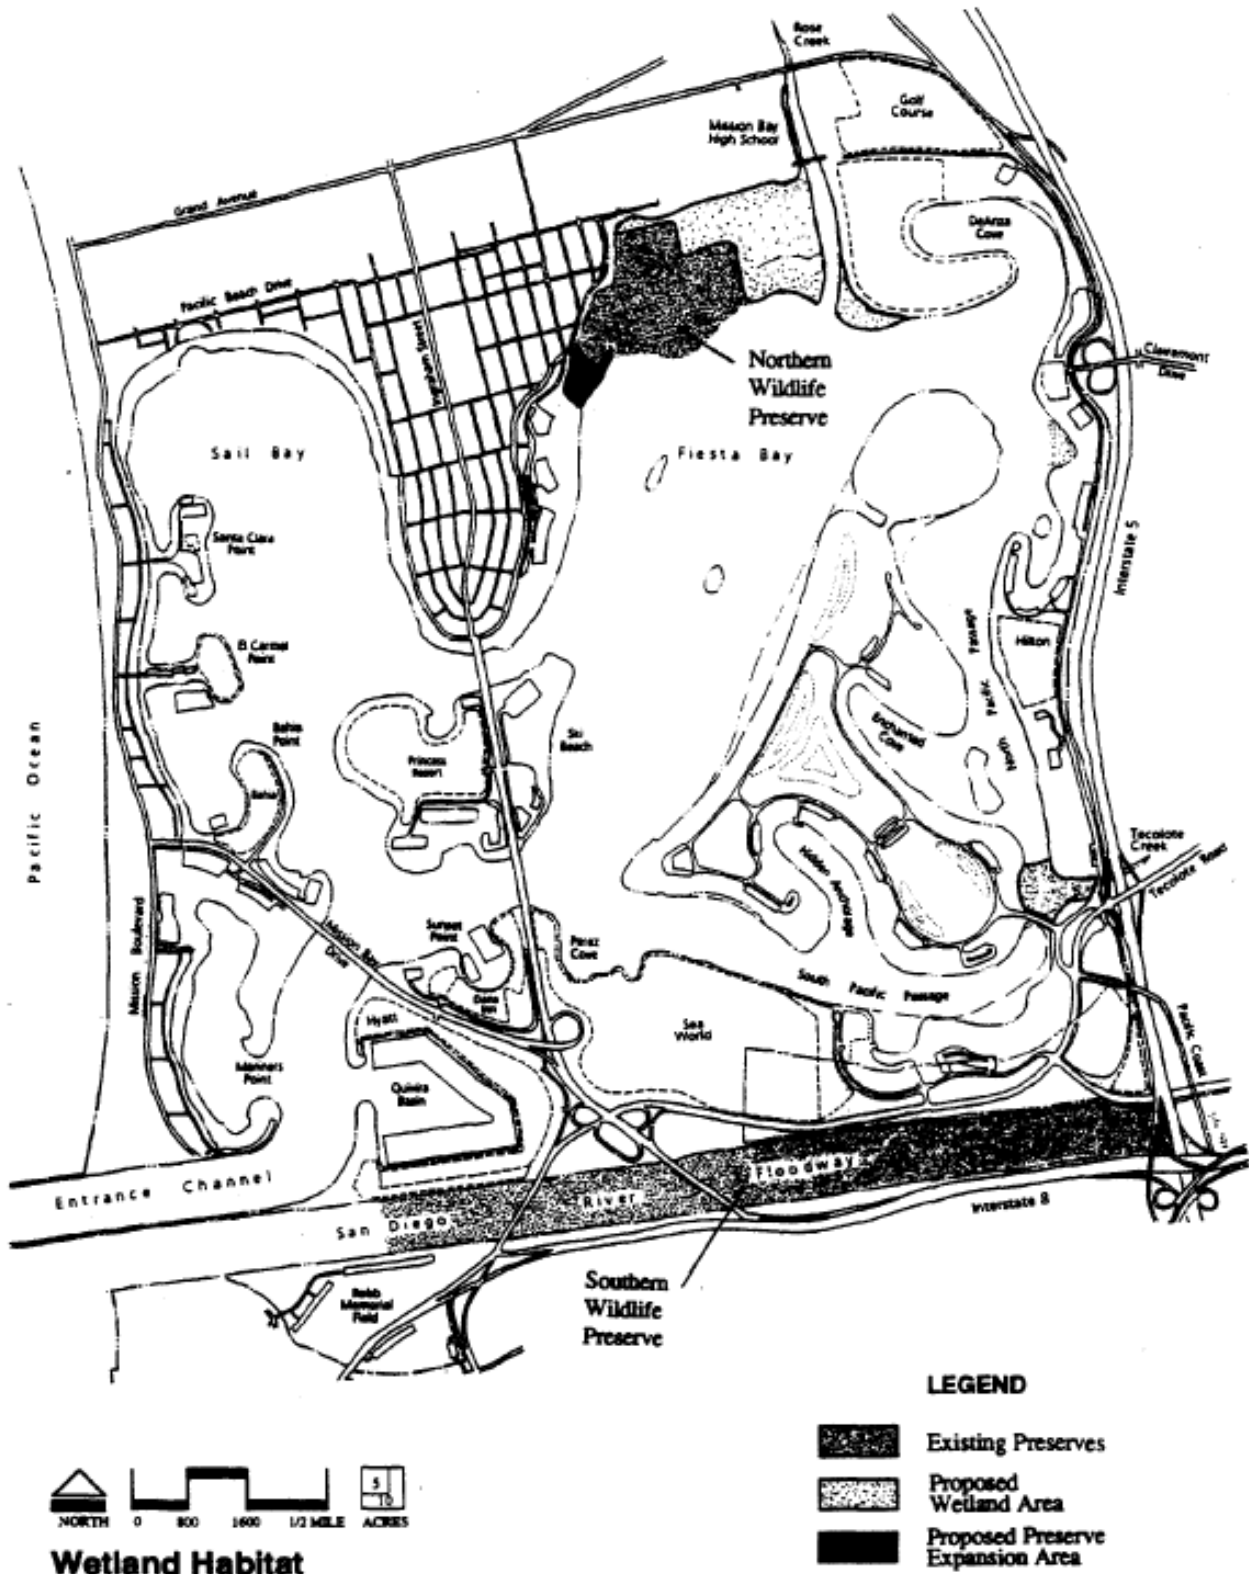 Rose
Creek
Golf
Course
Mission Bay
High School
Grand Avenue
DeAnza
Cove
Pacific Beach Drive
Ingraham Street
Northern
Wildlife
Preserve
Clairemont
Drive
Sail Bay
Fiesta Bay
Santa Clara
Point
Interstate 5
El Carmel
Point
Hilton
North Pacific Passage
Enchanted
Cove
Bahia
Point
Ski
Beach
Princess
Resort
Bahia
Pacific Ocean
Tecolote
Creek
Tecolote Road
Hidden Anchorage
Mission Boulevard
Mission Bay
Drive
Sunset
Point
Perez
Cove
Dana
Inn
South Pacific Passage
Hyatt
Sea
World
Pacific Coast
Mariners
Point
Quivira
Basin
Entrance Channel
San Diego River Floodway
Interstate 8
Southern
Wildlife
Preserve
Robb
Memorial
Field
LEGEND
Existing Preserves
Proposed
Wetland Area
Proposed Preserve
Expansion Area
5
10
NORTH 0 800 1600 1/2 MILE ACRES
Wetland Habitat